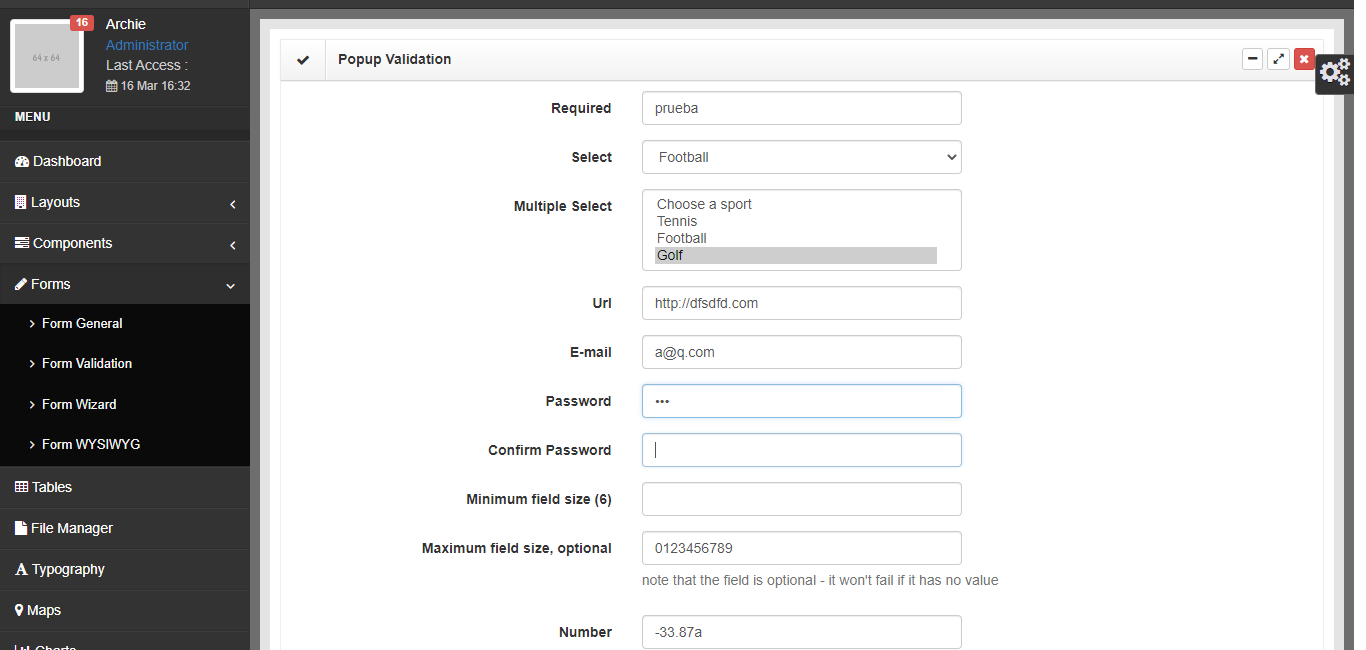 64 x 64
16
Archie
Administrator
Last Access :
16 Mar 16:32
MENU
Dashboard
Layouts
Components
Forms
Form General
Form Validation
Form Wizard
Form WYSIWYG
Tables
File Manager
Typography
Maps
Charts
Popup Validation
Required
prueba
Select
Football
Multiple Select
Choose a sport
Tennis
Football
Golf
Url
http://dfsdfd.com
E-mail
a@q.com
Password
•••
Confirm Password
Minimum field size (6)
Maximum field size, optional
0123456789
note that the field is optional - it won't fail if it has no value
Number
-33.87a